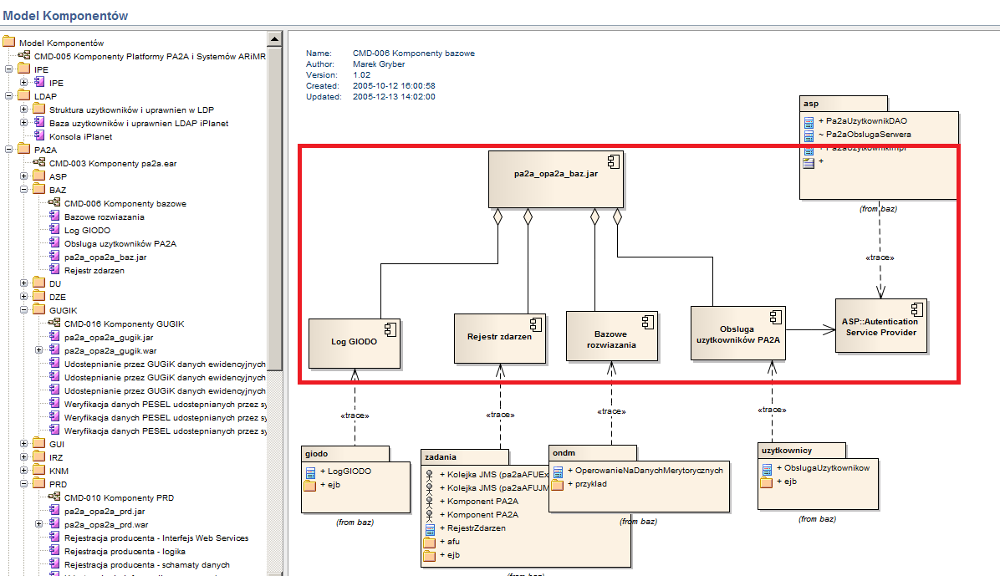 Model Komponentów
Model Komponentów
CMD-005 Komponenty Platformy PA2A i Systemów ARiMR
IPE
IPE
LDAP
Struktura uzytkowników i uprawnien w LDP
Baza uzytkowników i uprawnien LDAP iPlanet
Konsola iPlanet
PA2A
CMD-003 Komponenty pa2a.ear
ASP
BAZ
CMD-006 Komponenty bazowe
Bazowe rozwiazania
Log GIODO
Obsluga uzytkowników PA2A
pa2a_opa2a_baz.jar
Rejestr zdarzen
DU
DZE
GUGIK
CMD-016 Komponenty GUGIK
pa2a_opa2a_gugik.jar
pa2a_opa2a_gugik.war
Udostepnianie przez GUGiK danych ewidencyjnych
Udostepnianie przez GUGiK danych ewidencyjnych
Udostepnianie przez GUGiK danych ewidencyjnych
Weryfikacja danych PESEL udostepnianych przez sy
Weryfikacja danych PESEL udostepnianych przez sy
Weryfikacja danych PESEL udostepnianych przez sy
GUI
IRZ
KNM
PRD
CMD-010 Komponenty PRD
pa2a_opa2a_prd.jar
pa2a_opa2a_prd.war
Rejestracja producenta - Interfejs Web Services
Rejestracja producenta - logika
Rejestracja producenta - schamaty danych
Name: CMD-006 Komponenty bazowe
Author: Marek Gryber
Version: 1.02
Created: 2005-10-12 16:00:58
Updated: 2005-12-13 14:02:00
asp
+ Pa2aUzytkownikDAO
~ Pa2aObslugaSerwera
+ Pa2aUzytkownikImpl
+
(from baz)
pa2a_opa2a_baz.jar
«trace»
Log GIODO
Rejestr zdarzen
Bazowe
rozwiazania
Obsluga
uzytkowników PA2A
ASP::Autentication
Service Provider
«trace»
«trace»
«trace»
«trace»
giodo
+ LogGIODO
+ ejb
(from baz)
zadania
+ Kolejka JMS (pa2aAFUEx
+ Kolejka JMS (pa2aAFUJM
+ Komponent PA2A
+ Komponent PA2A
+ RejestrZdarzen
+ afu
+ ejb
(from baz)
ondm
+ OperowanieNaDanychMerytorycznych
+ przyklad
(from baz)
uzytkownicy
+ ObslugaUzytkownikow
+ ejb
(from baz)